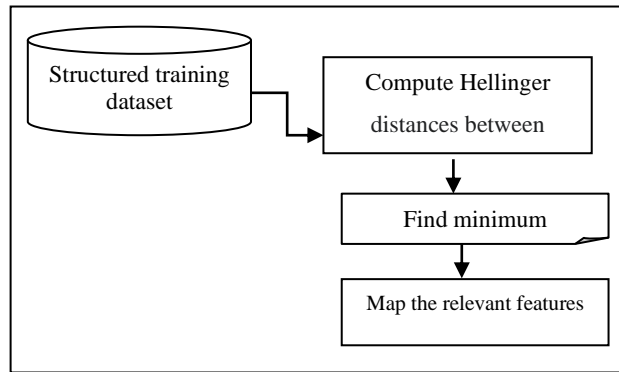 Structured training
dataset
Compute Hellinger
distances between
Find minimum
Map the relevant features